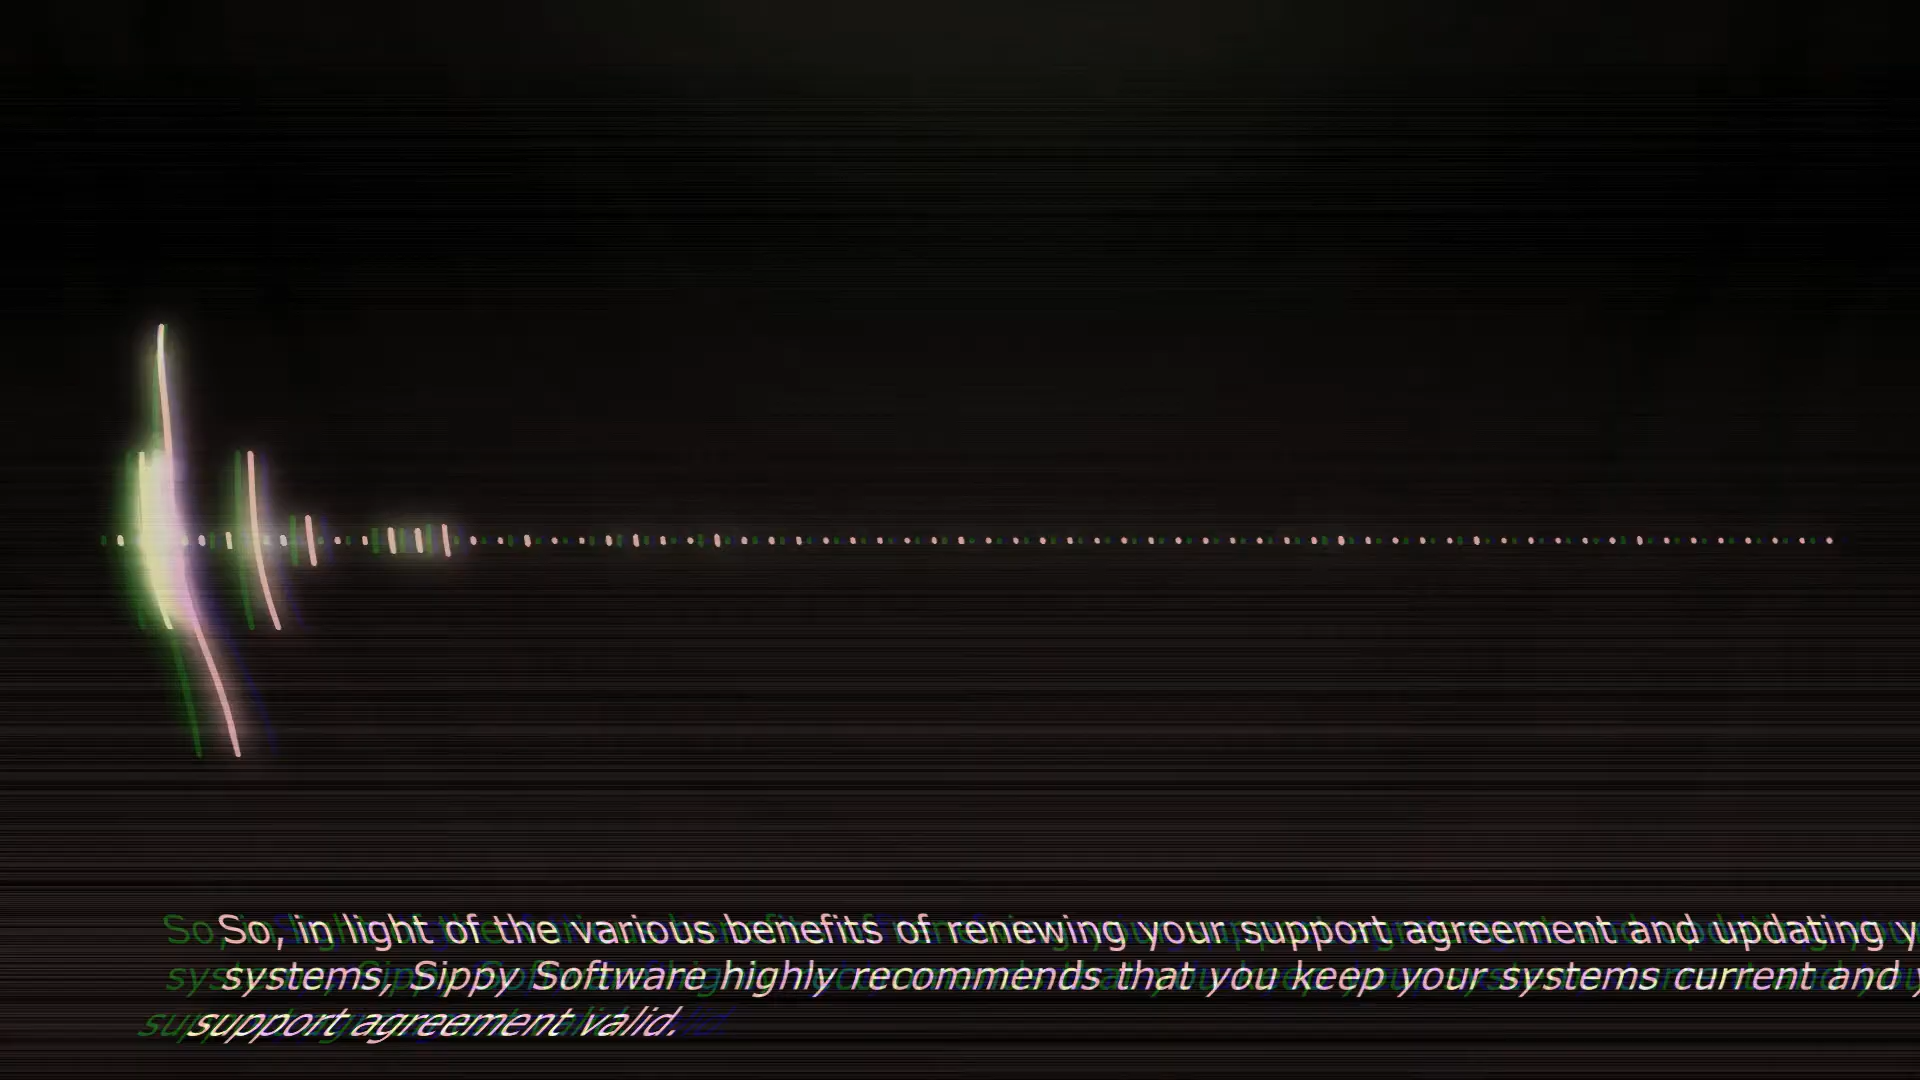 So, in light of the various benefits of renewing your support agreement and updating y
systems, Sippy Software highly recommends that you keep your systems current and y
support agreement valid.